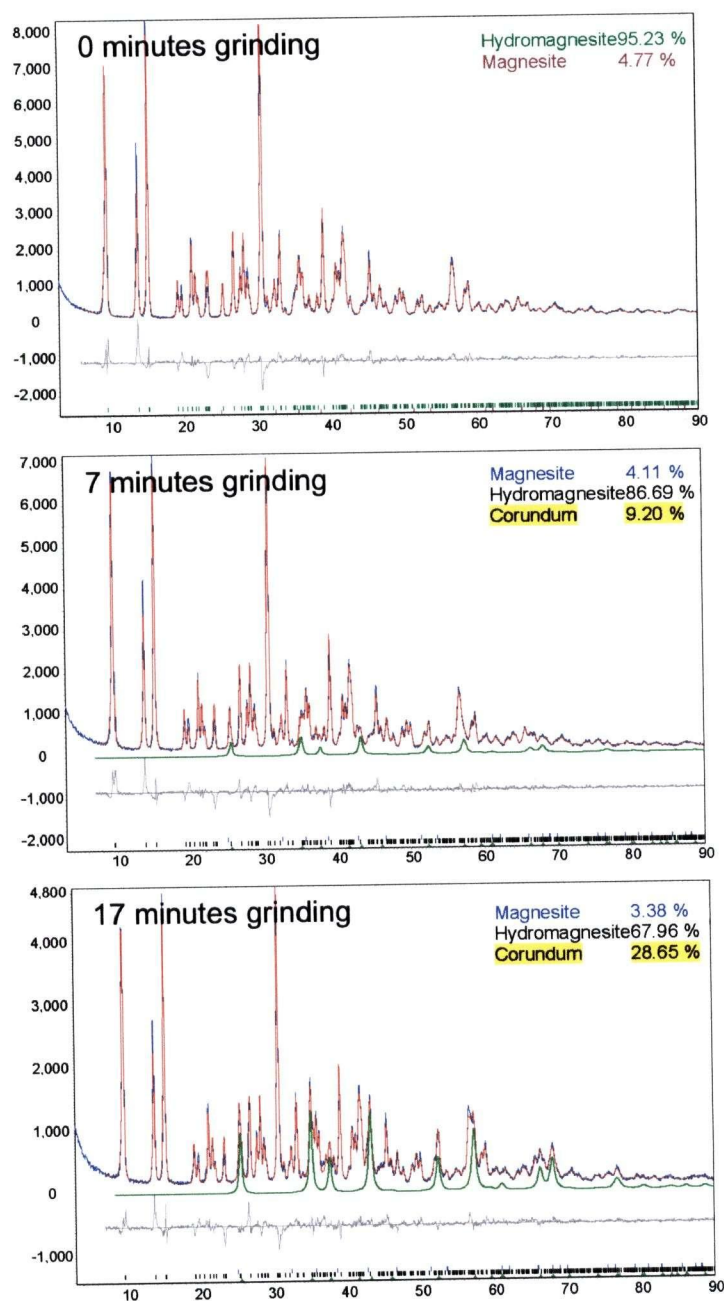 8,000
0 minutes grinding
Hydromagnesite95.23 %
7,000
Magnesite 4.77 %
6,000
5,000
4,000
3,000
2,000
1,000
0
-1,000
-2,000
10 20 30 40 50 60 70 80 90
7,000
7 minutes grinding
Magnesite 4.11 %
Hydromagnesite86.69 %
6,000
Corundum 9.20 %
5,000
4,000
3,000
2,000
1,000
0
-1,000
-2,000
10 20 30 40 50 60 70 80 90
4,800
17 minutes grinding
Magnesite 3.38 %
4,000
Hydromagnesite67.96 %
Corundum 28.65 %
3,000
2,000
1,000
0
-1,000
10 20 30 40 50 60 70 80 90